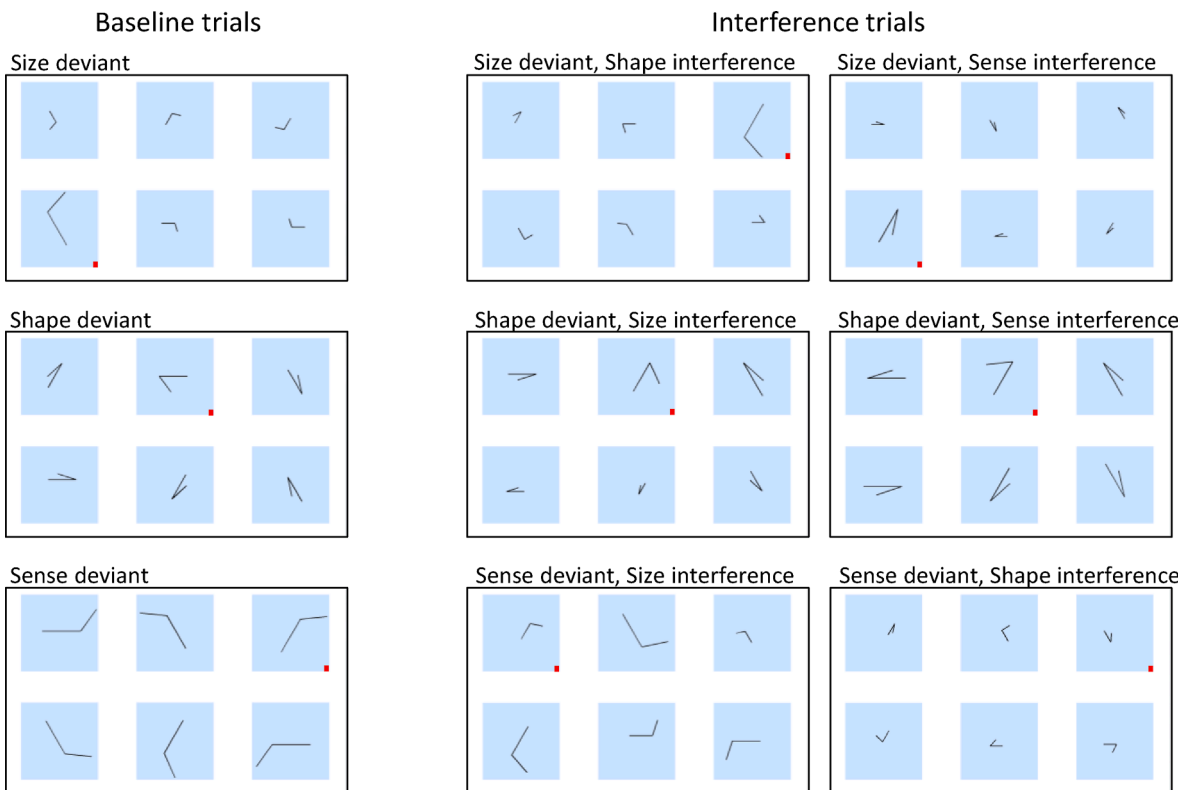 Baseline trials
Interference trials
Size deviant
Size deviant, Shape interference
Size deviant, Sense interference
Shape deviant
Shape deviant, Size interference
Shape deviant, Sense interference
Sense deviant
Sense deviant, Size interference
Sense deviant, Shape interference